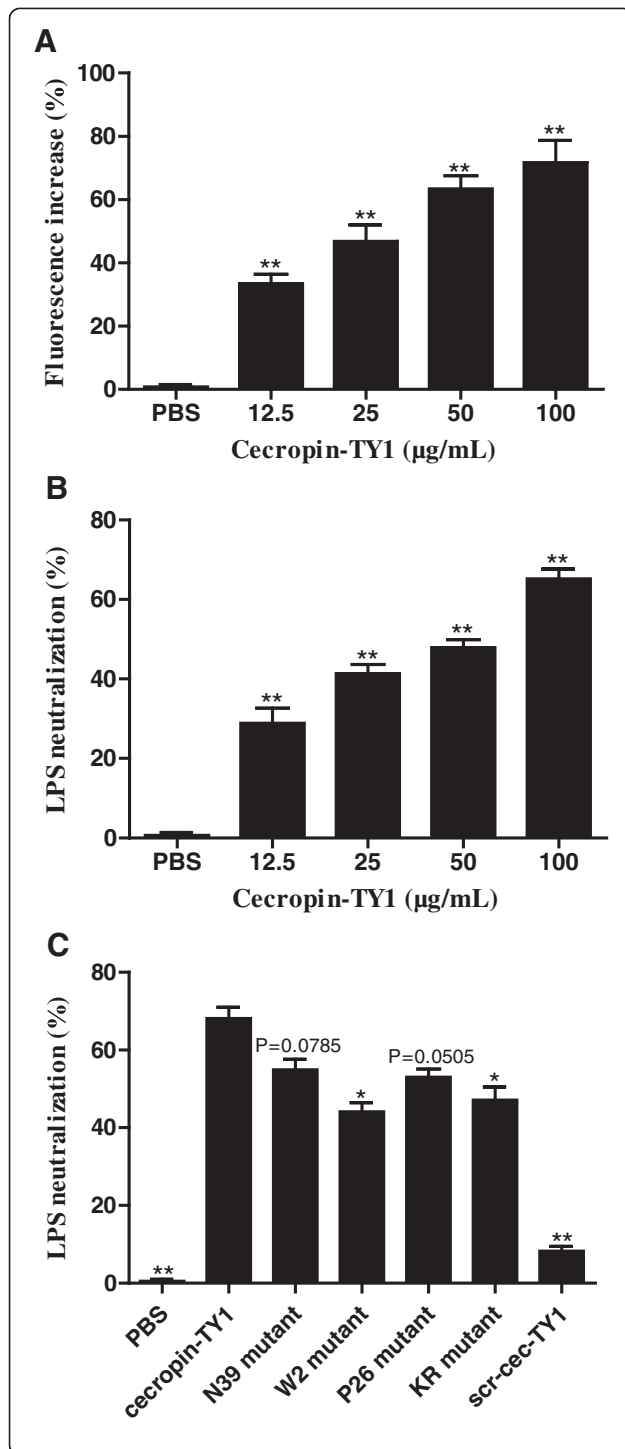 A
Fluorescence increase (%)
100
80
60
40
20
0
**
**
**
**
PBS 12.5 25 50 100
Cecropin-TY1 (µg/mL)
B
LPS neutralization (%)
80
60
40
20
0
**
**
**
**
PBS 12.5 25 50 100
Cecropin-TY1 (µg/mL)
C
LPS neutralization (%)
80
60
40
20
0
**
P=0.0785
*
P=0.0505
*
**
PBS
cecropin-TY1
N39 mutant
W2 mutant
P26 mutant
KR mutant
scr-cec-TY1